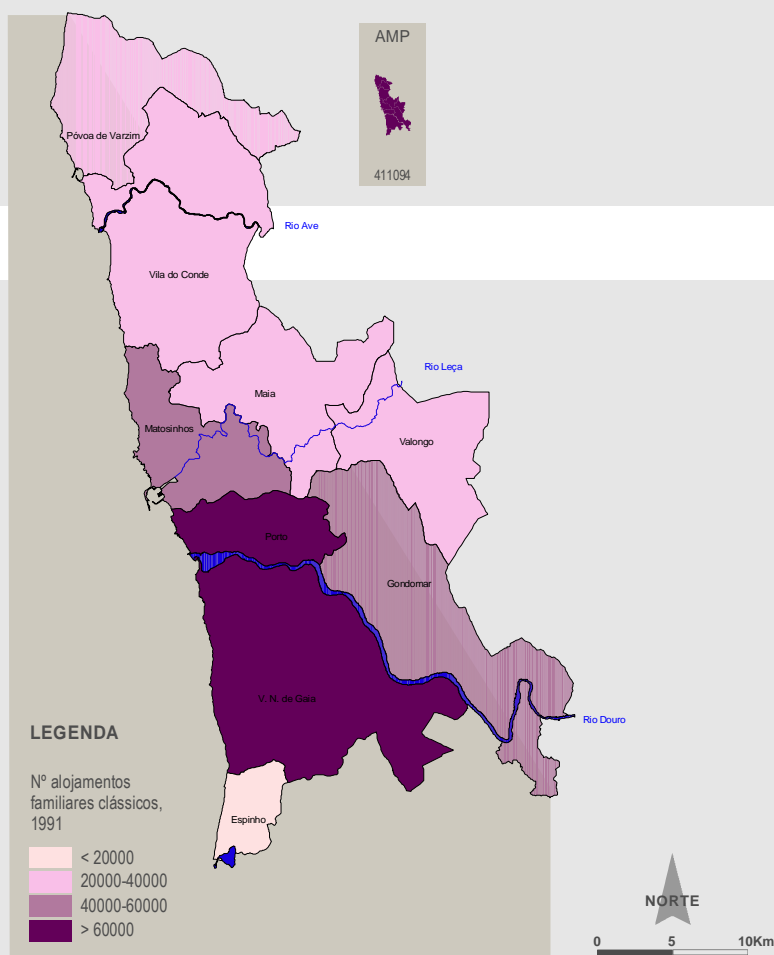 AMP
411094
Póvoa de Varzim
Rio Ave
Vila do Conde
Rio Leça
Maia
Matosinhos
Valongo
Porto
Gondomar
V. N. de Gaia
Rio Douro
Espinho
LEGENDA
Nº alojamentos
familiares clássicos,
1991
< 20000
20000-40000
40000-60000
> 60000
NORTE
0 5 10Km